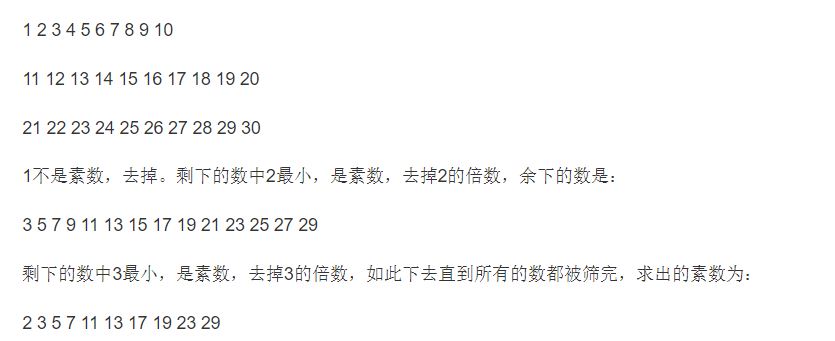 1 2 3 4 5 6 7 8 9 10
11 12 13 14 15 16 17 18 19 20
21 22 23 24 25 26 27 28 29 30
1不是素数，去掉。剩下的数中2最小，是素数，去掉2的倍数，余下的数是：
3 5 7 9 11 13 15 17 19 21 23 25 27 29
剩下的数中3最小，是素数，去掉3的倍数，如此下去直到所有的数都被筛完，求出的素数为：
2 3 5 7 11 13 17 19 23 29